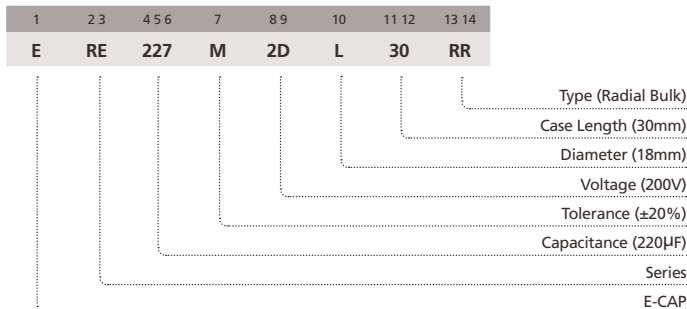 1 2 3 4 5 6 7 8 9 10 11 12 13 14
E RE 227 M 2D L 30 RR
Type (Radial Bulk)
Case Length (30mm)
Diameter (18mm)
Voltage (200V)
Tolerance (±20%)
Capacitance (220µF)
Series
E-CAP